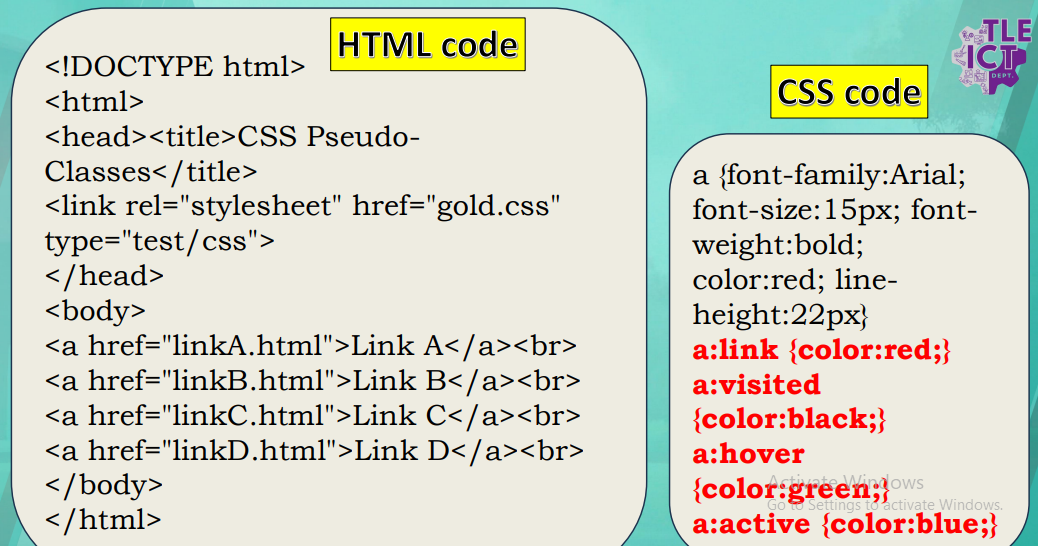 HTML code
<!DOCTYPE html>
<html>
<head><title>CSS Pseudo-
Classes</title>
<link rel="stylesheet" href="gold.css"
type="test/css">
</head>
<body>
<a href="linkA.html">Link A</a><br>
<a href="linkB.html">Link B</a><br>
<a href="linkC.html">Link C</a><br>
<a href="linkD.html">Link D</a><br>
</body>
</html>
TLE
ICT
DEPT.
CSS code
a {font-family:Arial;
font-size:15px; font-
weight:bold;
color:red; line-
height:22px}
a:link {color:red;}
a:visited
{color:black;}
a:hover
{color:green;}
a:active {color:blue;}
Activate Windows
Go to Settings to activate Windows.